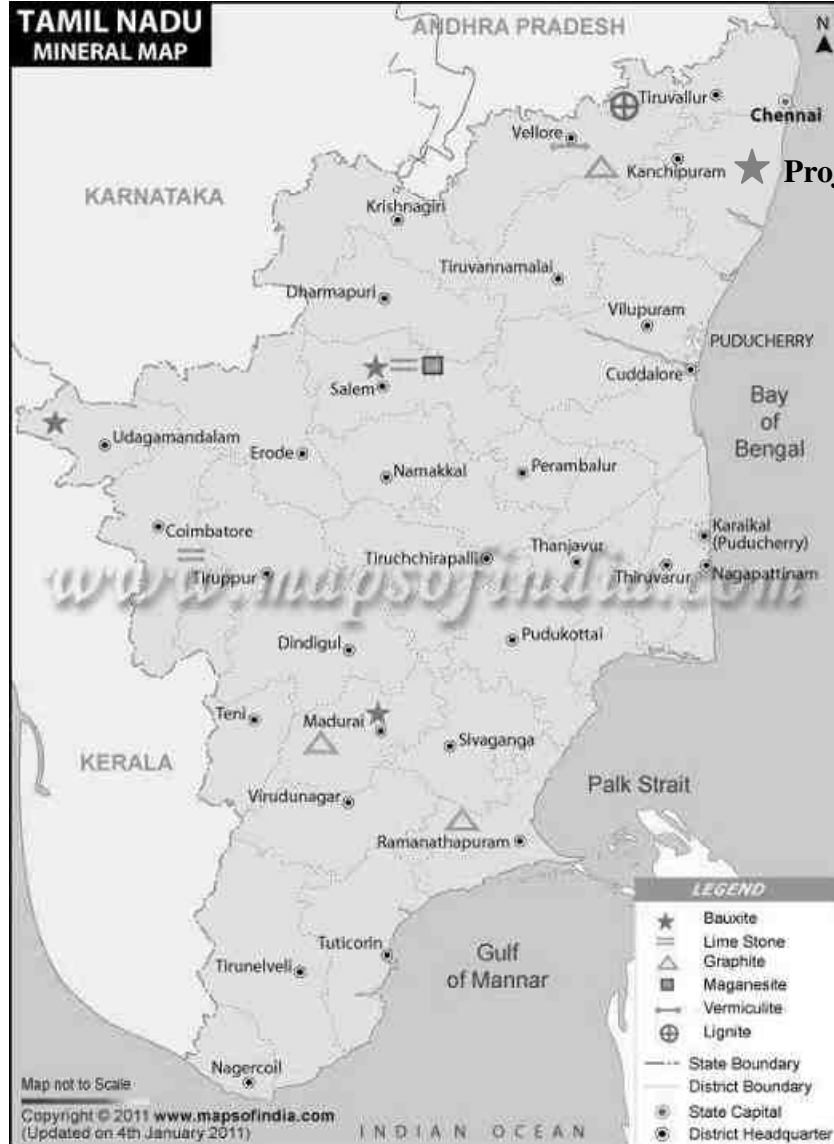 TAMIL NADU
MINERAL MAP
ANDHRA PRADESH
N
Tiruvallur
Chennai
Vellore
Kanchipuram
Proj
KARNATAKA
Krishnagiri
Tiruvannamalai
Dharmapuri
Vilupuram
PUDUCHERRY
Salem
Cuddalore
Bay
of
Bengal
Udagamandalam
Erode
Namakkal
Perambalur
Coimbatore
Karaikal
(Puducherry)
Tiruchchirapalli
Thanjavur
Tiruppur
Thiruvarur
Nagapattinam
www.mapsofindia.com
Dindigul
Pudukottai
Teni
Madurai
Sivaganga
KERALA
Palk Strait
Virudunagar
Ramanathapuram
LEGEND
Bauxite
Lime Stone
Graphite
Maganesite
Vermiculite
Lignite
State Boundary
District Boundary
State Capital
District Headquarter
Tuticorin
Gulf
of Mannar
Tirunelveli
Nagercoil
Map not to Scale
Copyright © 2011 www.mapsofindia.com
(Updated on 4th January 2011)
INDIAN OCEAN